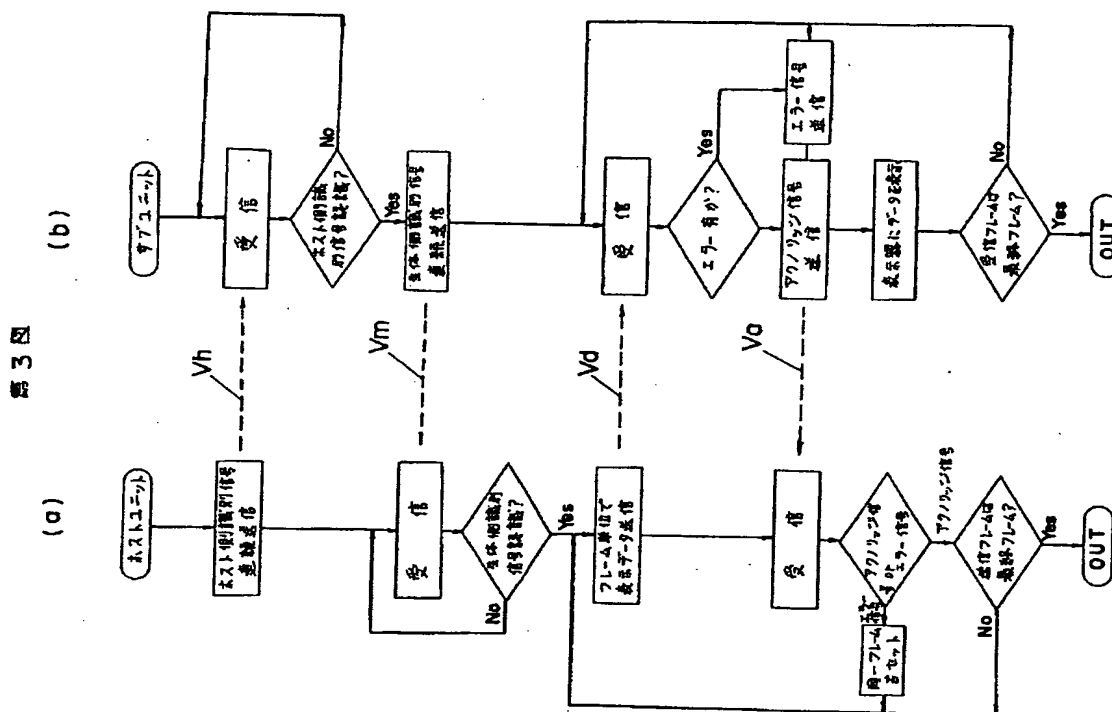 第3図
(a)
ホストユニット
ホスト側識別信号
連続送信
受信
生体側識別
信号認識?
No
Yes
フレーム単位で
表示データ送信
受信
アクノリッジ信
号orエラー信号
エラー
信号
アクノリッジ信号
同一フレーム
をセット
送信フレームは
最終フレーム?
No
Yes
OUT
Vh
Vm
Vd
Va
(b)
サブユニット
受信
ホスト側識
別信号認識?
No
Yes
生体側識別信号
連続送信
受信
エラー有か?
Yes
エラー信号
送信
アクノリッジ信号
送信
表示器にデータを表示
受信フレームは
最終フレーム?
No
Yes
OUT